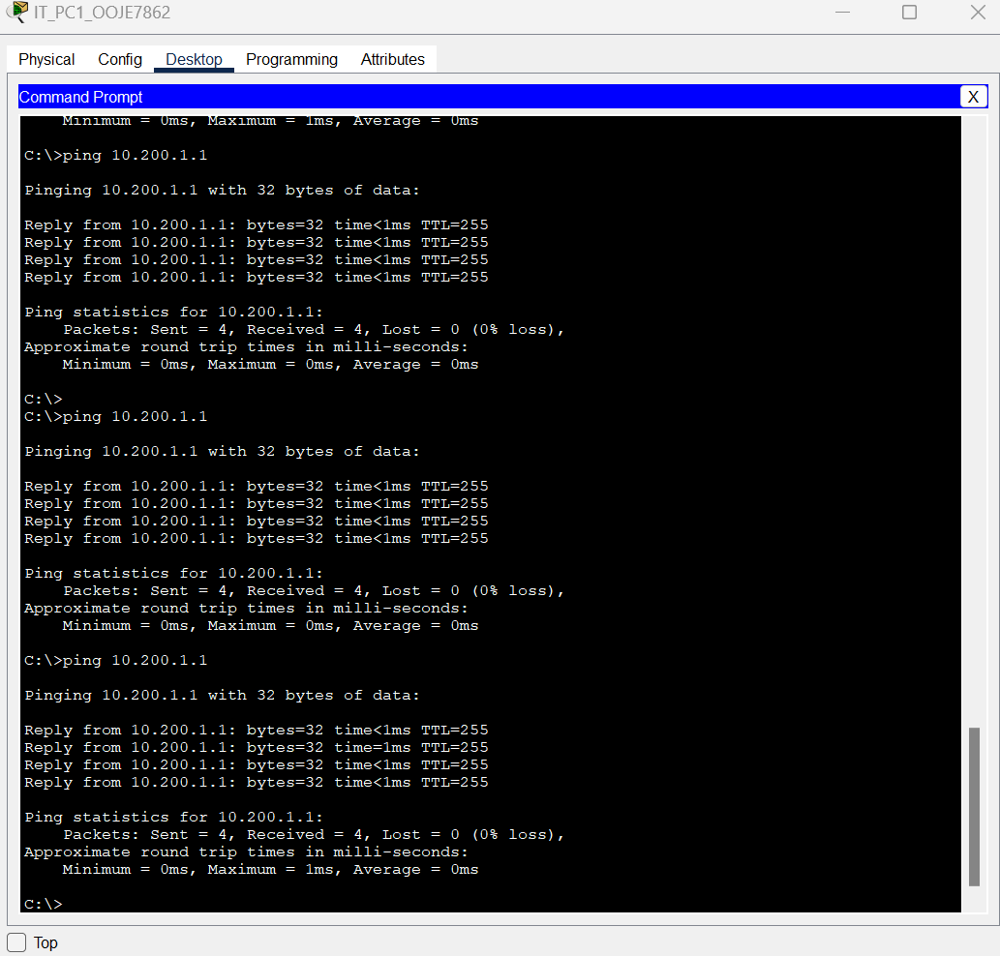 IT_PC1_OOJE7862
Physical Config Desktop Programming Attributes
Command Prompt
X
Minimum = 0ms, Maximum = 1ms, Average = 0ms
C:\>ping 10.200.1.1
Pinging 10.200.1.1 with 32 bytes of data:
Reply from 10.200.1.1: bytes=32 time<1ms TTL=255
Reply from 10.200.1.1: bytes=32 time<1ms TTL=255
Reply from 10.200.1.1: bytes=32 time<1ms TTL=255
Reply from 10.200.1.1: bytes=32 time<1ms TTL=255
Ping statistics for 10.200.1.1:
Packets: Sent = 4, Received = 4, Lost = 0 (0% loss),
Approximate round trip times in milli-seconds:
Minimum = 0ms, Maximum = 0ms, Average = 0ms
C:\>
C:\>ping 10.200.1.1
Pinging 10.200.1.1 with 32 bytes of data:
Reply from 10.200.1.1: bytes=32 time<1ms TTL=255
Reply from 10.200.1.1: bytes=32 time<1ms TTL=255
Reply from 10.200.1.1: bytes=32 time<1ms TTL=255
Reply from 10.200.1.1: bytes=32 time<1ms TTL=255
Ping statistics for 10.200.1.1:
Packets: Sent = 4, Received = 4, Lost = 0 (0% loss),
Approximate round trip times in milli-seconds:
Minimum = 0ms, Maximum = 0ms, Average = 0ms
C:\>ping 10.200.1.1
Pinging 10.200.1.1 with 32 bytes of data:
Reply from 10.200.1.1: bytes=32 time<1ms TTL=255
Reply from 10.200.1.1: bytes=32 time=1ms TTL=255
Reply from 10.200.1.1: bytes=32 time<1ms TTL=255
Reply from 10.200.1.1: bytes=32 time<1ms TTL=255
Ping statistics for 10.200.1.1:
Packets: Sent = 4, Received = 4, Lost = 0 (0% loss),
Approximate round trip times in milli-seconds:
Minimum = 0ms, Maximum = 1ms, Average = 0ms
C:\>
Top